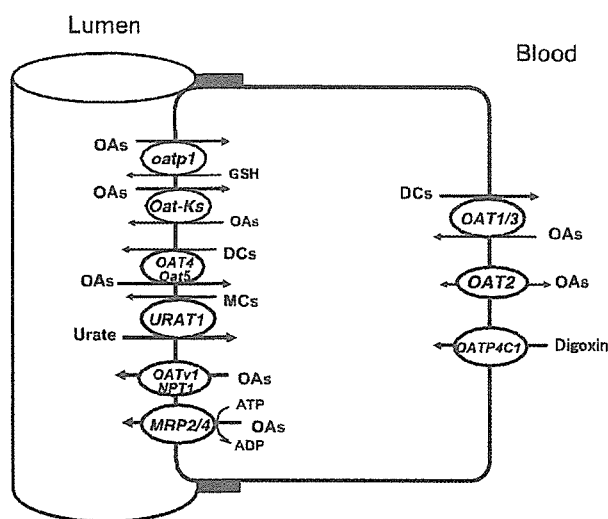 Lumen
Blood
OAs
oatp1
GSH
OAs
Oat-Ks
OAs
DCs
OAT4
Oat5
OAs
MCs
URAT1
Urate
OATv1
NPT1
OAs
ATP
MRP2/4
OAs
ADP
DCs
OAT1/3
OAs
OAT2
OAs
OATP4C1
Digoxin